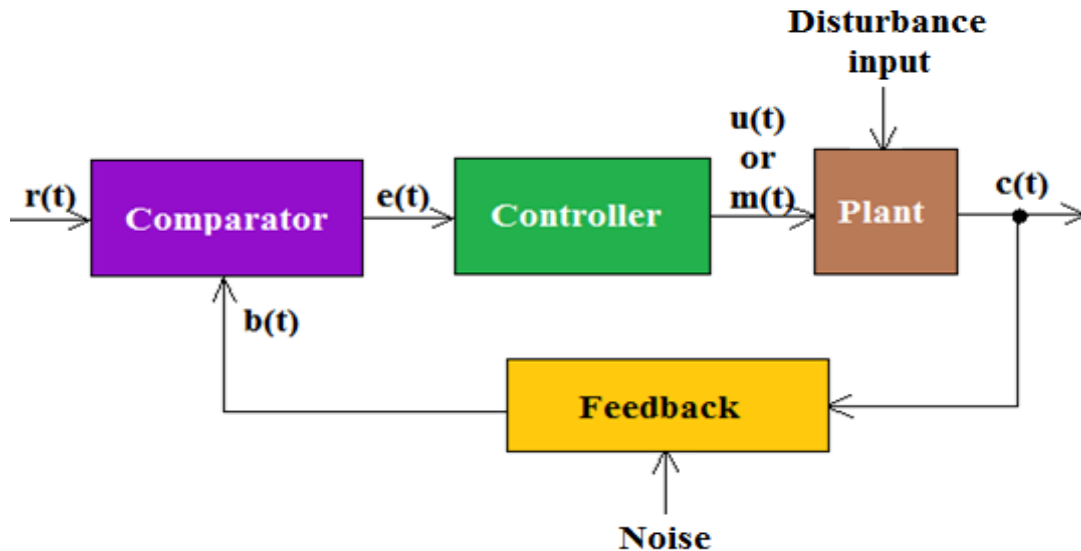 Disturbance
input
r(t)
Comparator
e(t)
Controller
u(t)
or
m(t)
Plant
c(t)
b(t)
Feedback
Noise